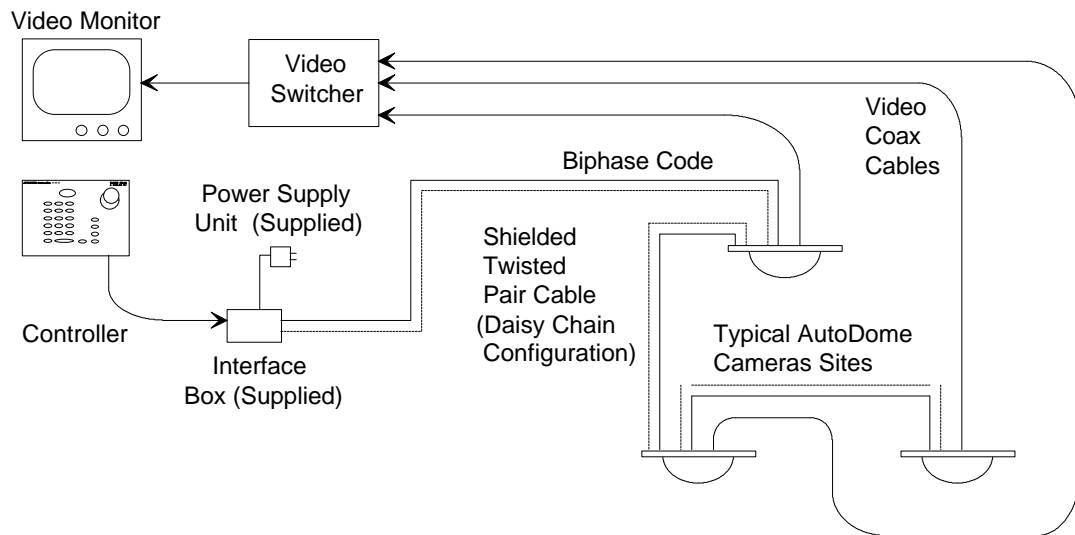 Video Monitor
Video
Switcher
Video
Coax
Cables
Biphase Code
PHILIPS
Power Supply
Unit (Supplied)
Shielded
Twisted
Pair Cable
(Daisy Chain
Configuration)
Controller
Interface
Box (Supplied)
Typical AutoDome
Cameras Sites